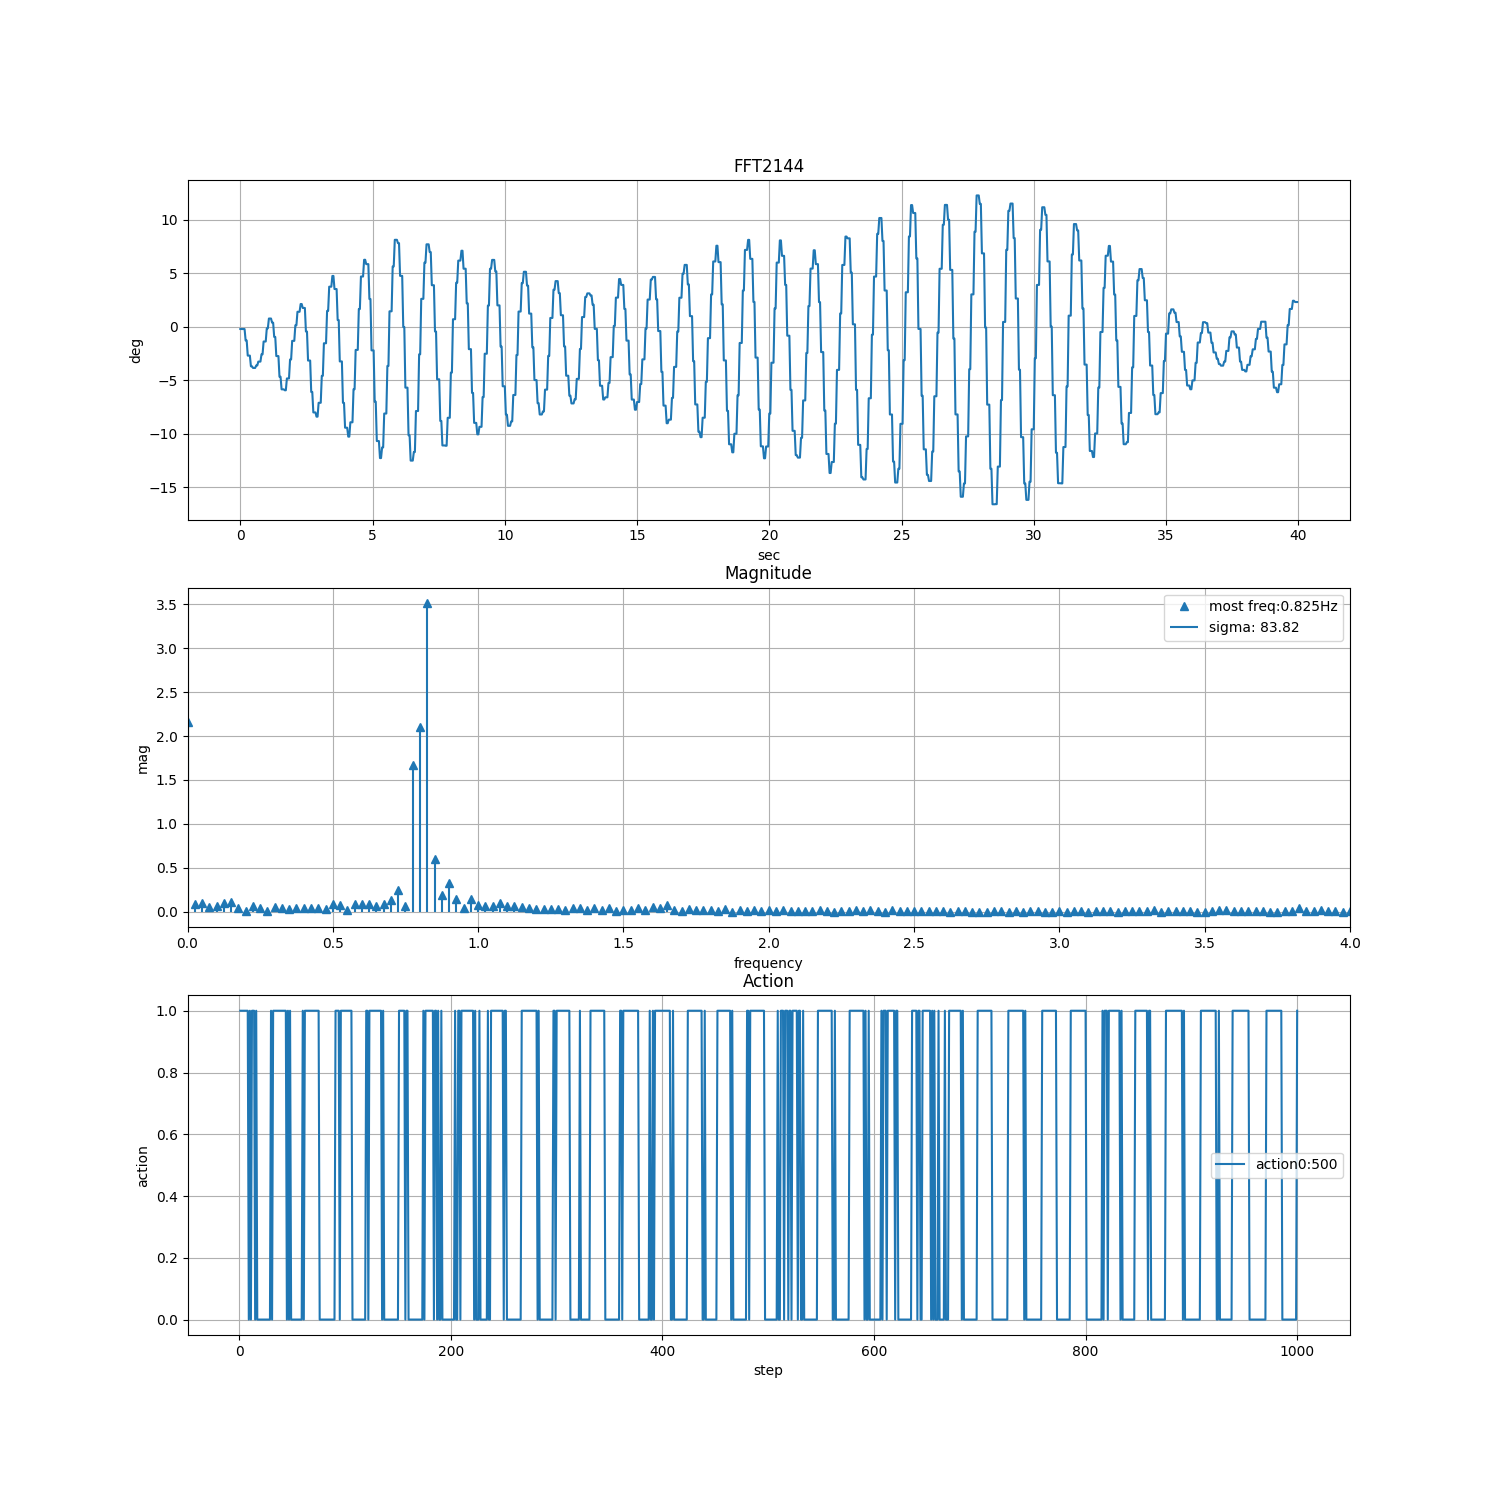 FFT2144
deg
10
5
0
−5
−10
−15
0 5 10 15 20 25 30 35 40
sec
Magnitude
mag
3.5
3.0
2.5
2.0
1.5
1.0
0.5
0.0
most freq:0.825Hz
sigma: 83.82
0.0 0.5 1.0 1.5 2.0 2.5 3.0 3.5 4.0
frequency
Action
action
1.0
0.8
0.6
0.4
0.2
0.0
action0:500
0 200 400 600 800 1000
step